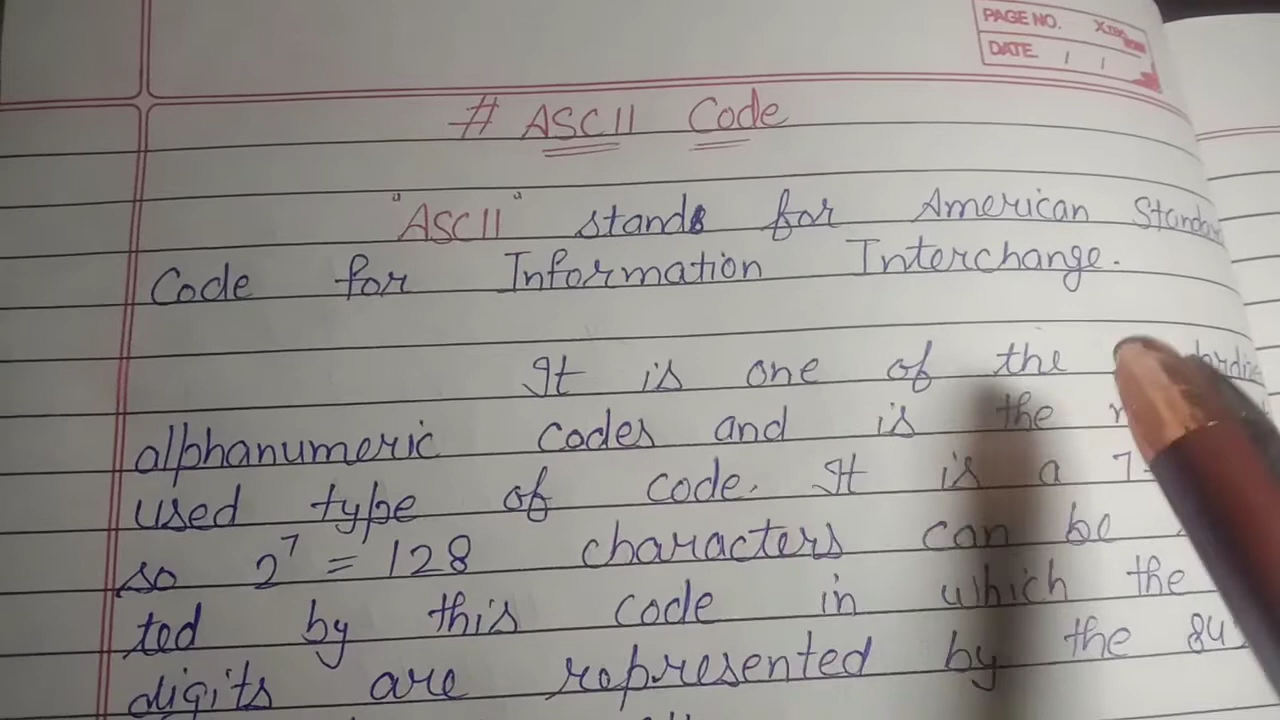 PAGE NO.
DATE / /
# ASCII Code
"ASCII" stands for American
Code for Information Interchange.
It is one of the
alphanumeric codes and is the
used type of code. It is a 7-
so 2⁷ = 128 characters can be
ted by this code in which the
digits are represented by the 84